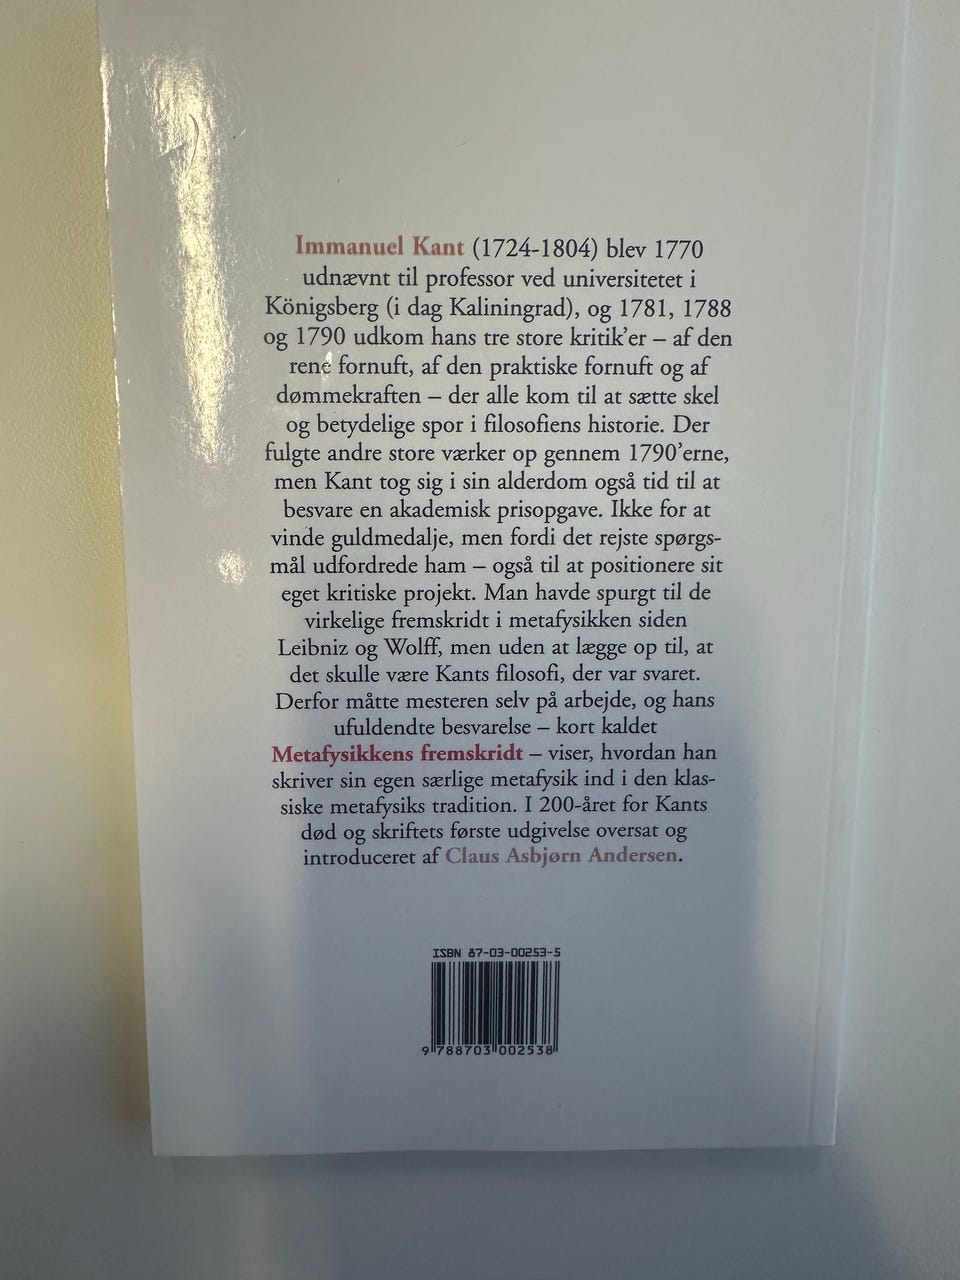 Immanuel Kant (1724-1804) blev 1770
udnævnt til professor ved universitetet i
Königsberg (i dag Kaliningrad), og 1781, 1788
og 1790 udkom hans tre store kritik’er – af den
rene fornuft, af den praktiske fornuft og af
dømmekraften – der alle kom til at sætte skel
og betydelige spor i filosofiens historie. Der
fulgte andre store værker op gennem 1790’erne,
men Kant tog sig i sin alderdom også tid til at
besvare en akademisk prisopgave. Ikke for at
vinde guldmedalje, men fordi det rejste spørgs-
mål udfordrede ham – også til at positionere sit
eget kritiske projekt. Man havde spurgt til de
virkelige fremskridt i metafysikken siden
Leibniz og Wolff, men uden at lægge op til, at
det skulle være Kants filosofi, der var svaret.
Derfor måtte mesteren selv på arbejde, og hans
ufuldendte besvarelse – kort kaldet
Metafysikkens fremskridt – viser, hvordan han
skriver sin egen særlige metafysik ind i den klas-
siske metafysiks tradition. I 200-året for Kants
død og skriftets første udgivelse oversat og
introduceret af Claus Asbjørn Andersen.
ISBN 87-03-00253-5
9 788703 002538